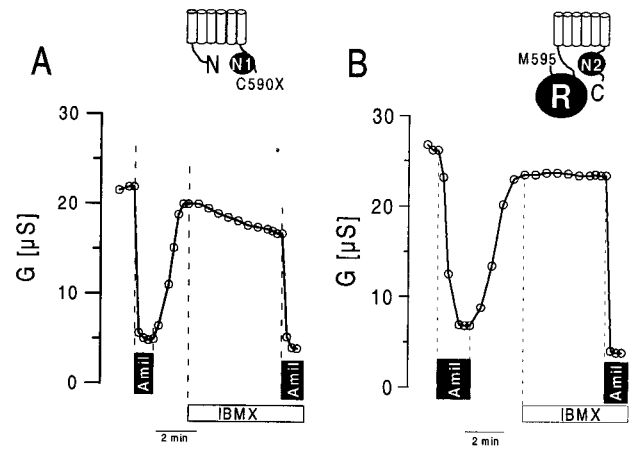 A
N N1
C590X
B
M595 N2
R C
30
20
10
0
G [µS]
Amil
Amil
IBMX
2 min
30
20
10
0
G [µS]
Amil
Amil
IBMX
2 min